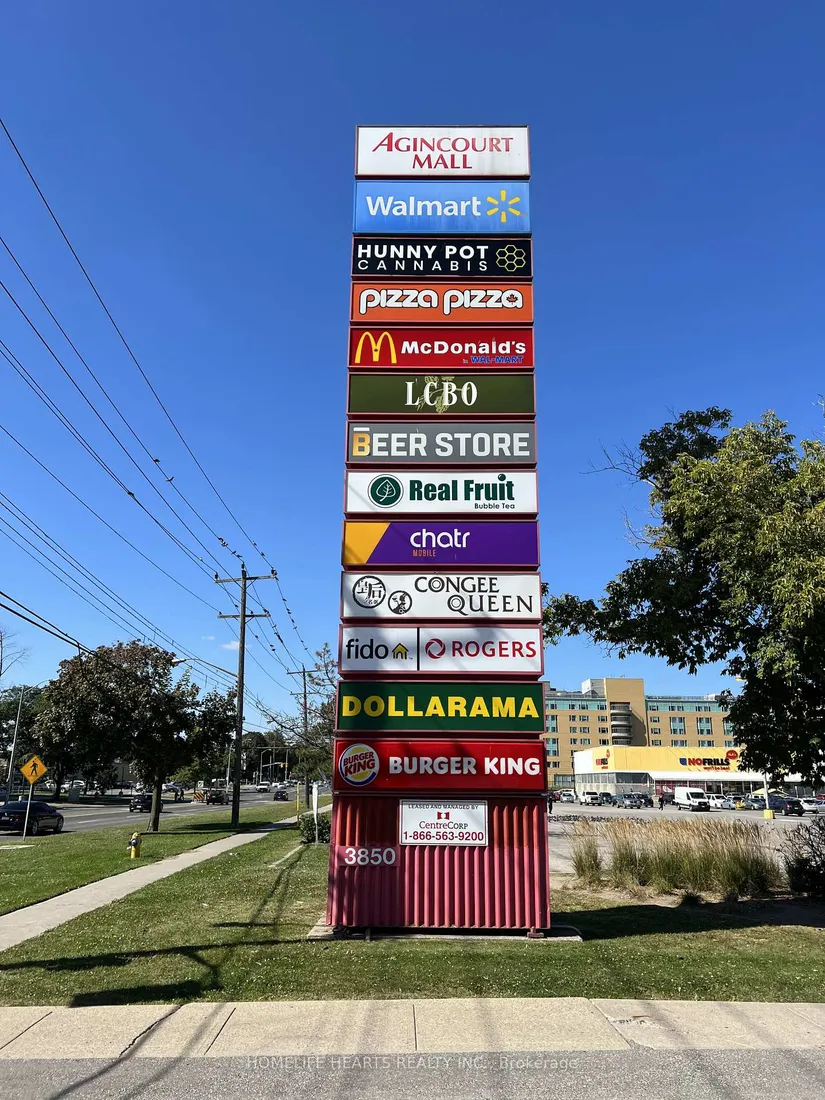 AGINCOURT
MALL
Walmart
HUNNY POT
CANNABIS
pizza pizza
McDonald's
in WAL-MART
LCBO
BEER STORE
Real Fruit
Bubble Tea
chatr
MOBILE
CONGEE
QUEEN
fido ROGERS
DOLLARAMA
BURGER KING BURGER KING
NOFRILLS
LEASED AND MANAGED BY
CentreCorp
1-866-563-9200
3850
HOMELIFE HEARTS REALTY INC., Brokerage